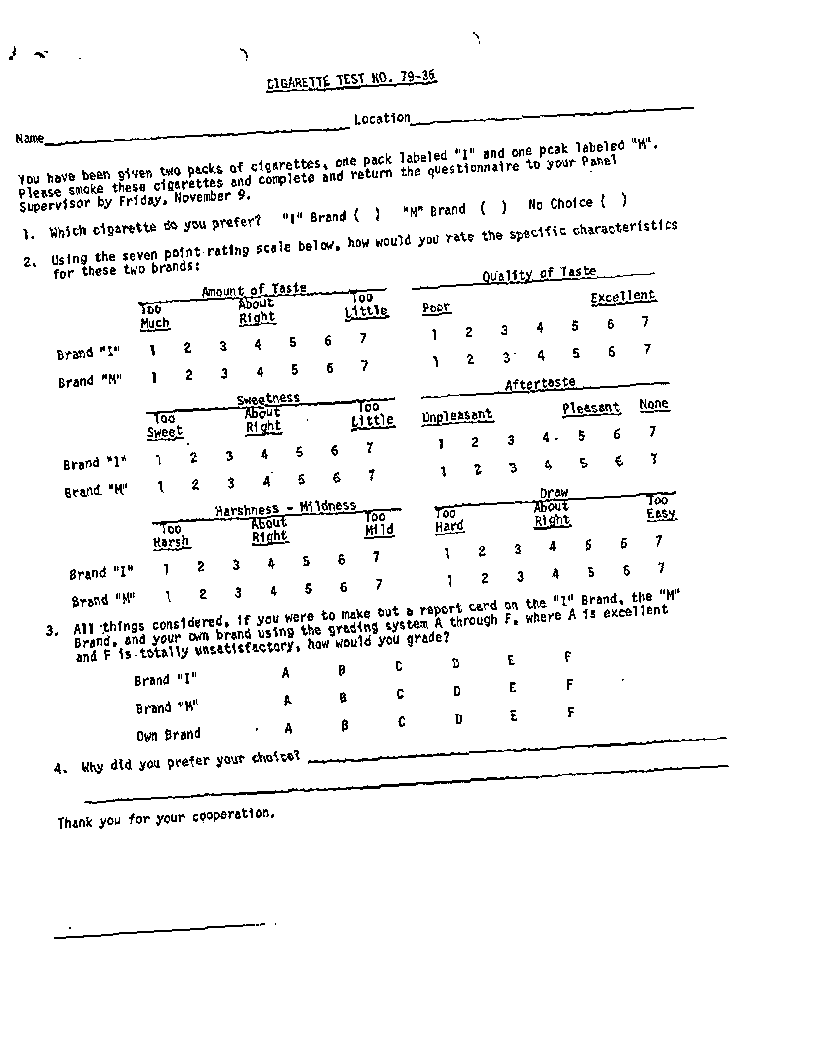 CIGARETTE TEST NO. 79-36
Name Location
You have been given two packs of cigarettes, one pack labeled "I" and one pcak labeled "M".
Please smoke these cigarettes and complete and return the questionnaire to your Panel
Supervisor by Friday, November 9.
1. Which cigarette do you prefer? "I" Brand ( ) "M" Brand ( ) No Choice ( )
2. Using the seven point rating scale below, how would you rate the specific characteristics
for these two brands:
Amount of Taste Quality of Taste
Too Much About Right Too Little Poor Excellent
Brand "I" 1 2 3 4 5 6 7 1 2 3 4 5 6 7
Brand "M" 1 2 3 4 5 6 7 1 2 3 4 5 6 7
Sweetness Aftertaste
Too Sweet About Right Too Little Unpleasant Pleasant None
Brand "I" 1 2 3 4 5 6 7 1 2 3 4 5 6 7
Brand "M" 1 2 3 4 5 6 7 1 2 3 4 5 6 7
Harshness - Mildness Draw
Too Harsh About Right Too Mild Too Hard About Right Too Easy
Brand "I" 1 2 3 4 5 6 7 1 2 3 4 5 6 7
Brand "M" 1 2 3 4 5 6 7 1 2 3 4 5 6 7
3. All things considered, if you were to make out a report card on the "I" Brand, the "M"
Brand, and your own brand using the grading system A through F, where A is excellent
and F is totally unsatisfactory, how would you grade?
Brand "I" A B C D E F
Brand "M" A B C D E F
Own Brand A B C D E F
4. Why did you prefer your choice?
Thank you for your cooperation.